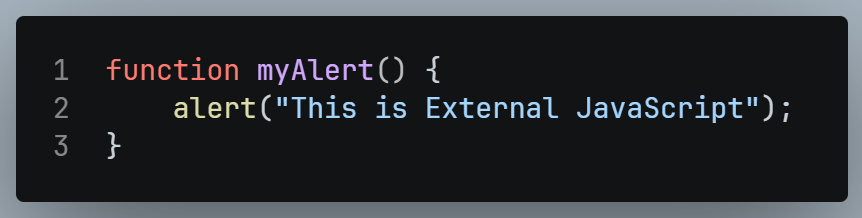 1 function myAlert() {
2     alert("This is External JavaScript");
3 }